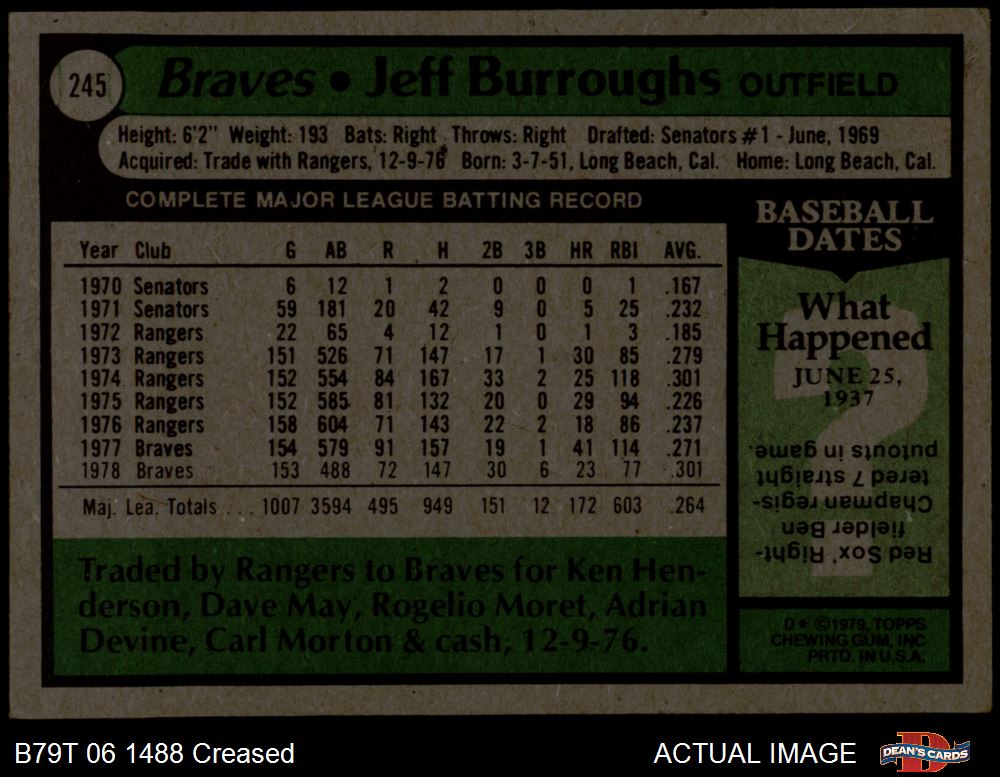 245 Braves • Jeff Burroughs OUTFIELD
Height: 6'2" Weight: 193 Bats: Right Throws: Right Drafted: Senators #1 - June, 1969
Acquired: Trade with Rangers, 12-9-76 Born: 3-7-51, Long Beach, Cal. Home: Long Beach, Cal.
COMPLETE MAJOR LEAGUE BATTING RECORD
Year Club G AB R H 2B 3B HR RBI AVG.
1970 Senators 6 12 1 2 0 0 0 1 .167
1971 Senators 59 181 20 42 9 0 5 25 .232
1972 Rangers 22 65 4 12 1 0 1 3 .185
1973 Rangers 151 526 71 147 17 1 30 85 .279
1974 Rangers 152 554 84 167 33 2 25 118 .301
1975 Rangers 152 585 81 132 20 0 29 94 .226
1976 Rangers 158 604 71 143 22 2 18 86 .237
1977 Braves 154 579 91 157 19 1 41 114 .271
1978 Braves 153 488 72 147 30 6 23 77 .301
Maj. Lea. Totals ... 1007 3594 495 949 151 12 172 603 .264
Traded by Rangers to Braves for Ken Hen-
derson, Dave May, Rogelio Moret, Adrian
Devine, Carl Morton & cash, 12-9-76.
BASEBALL
DATES
What
Happened
JUNE 25,
1937
Red Sox' Right-
fielder Ben
Chapman regis-
tered 7 straight
putouts in game.
D* ©1979, TOPPS
CHEWING GUM, INC
PRTD. IN U.S.A.
B79T 06 1488 Creased
ACTUAL IMAGE
DEAN'S CARDS